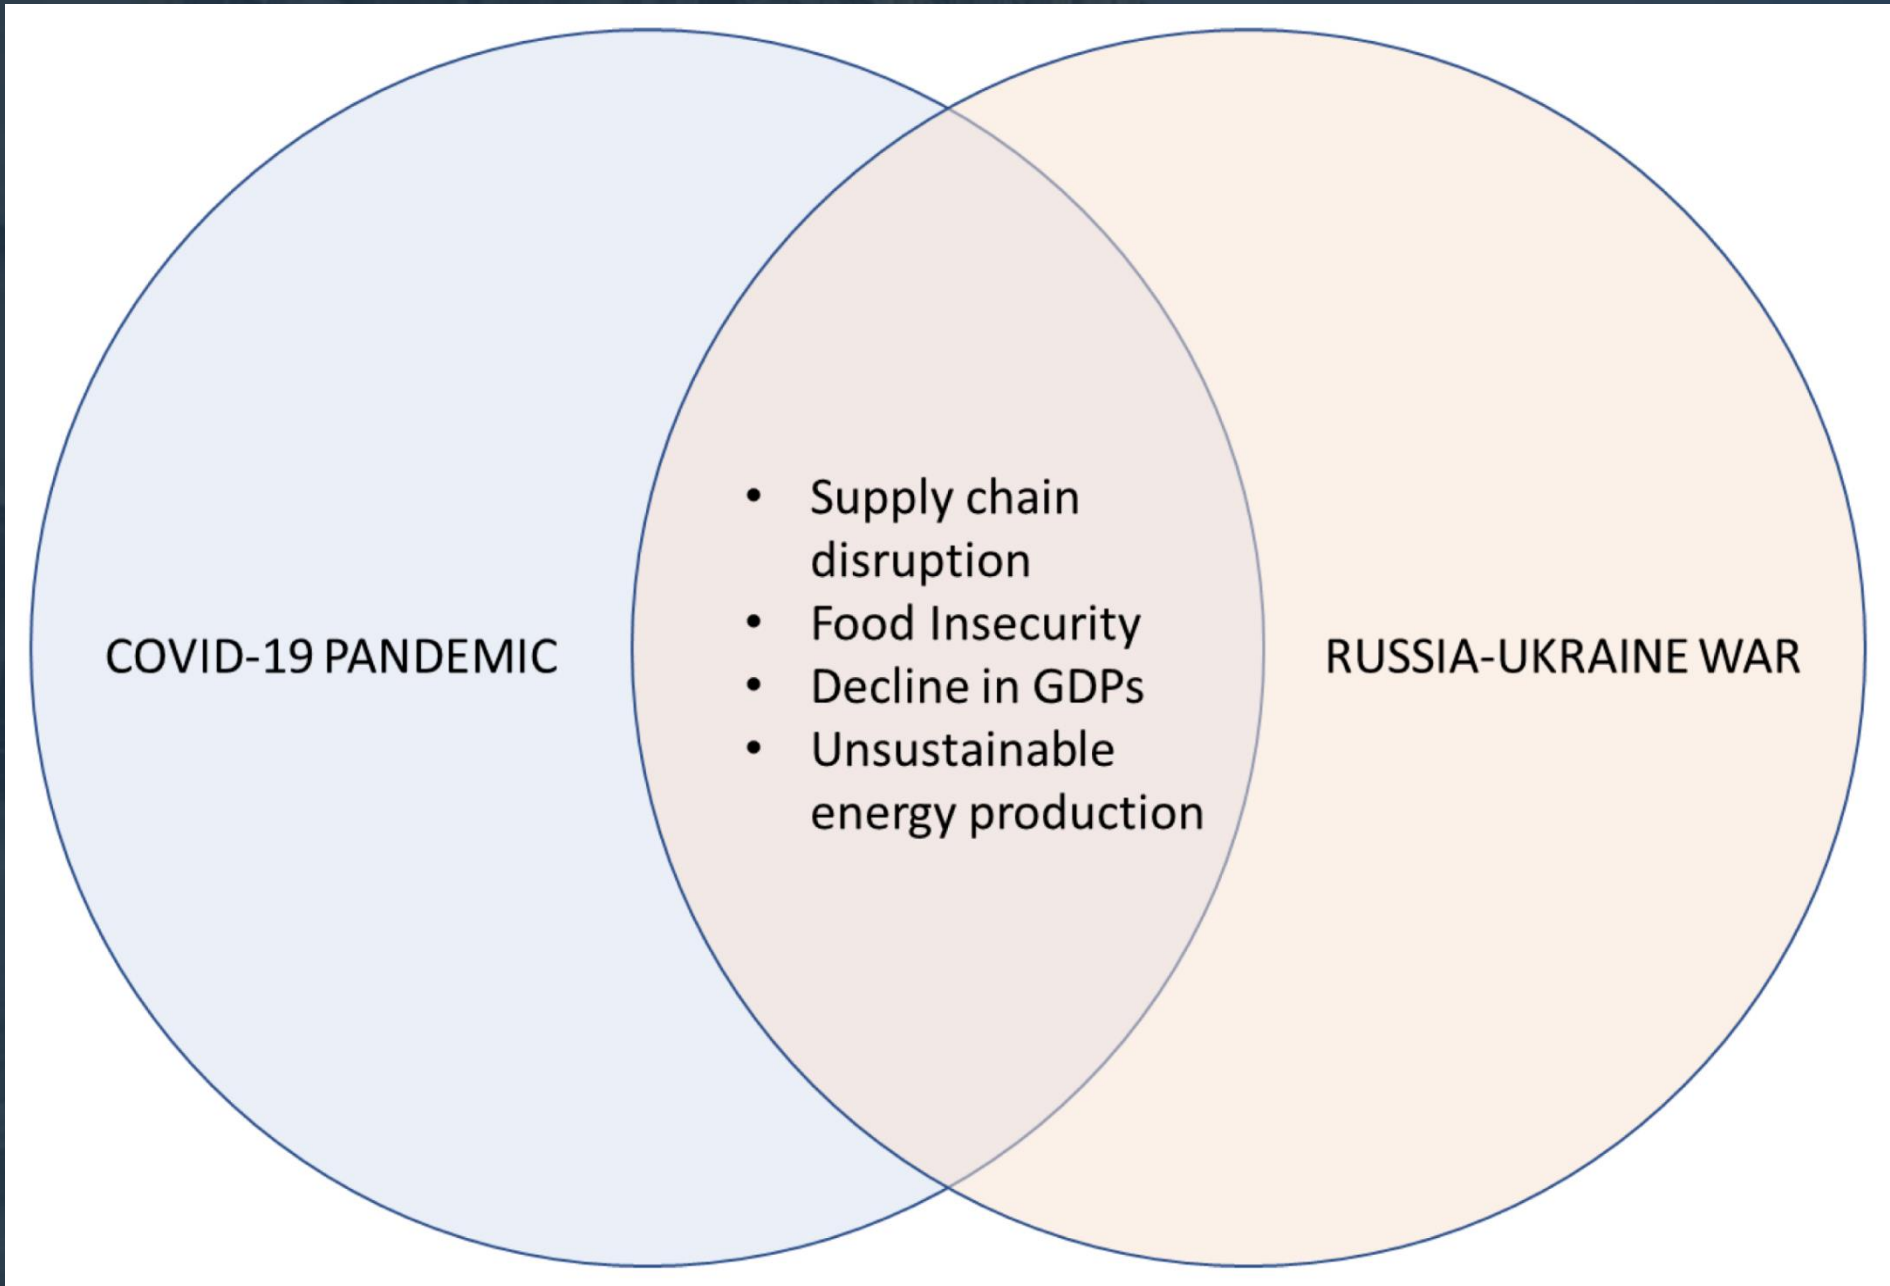 COVID-19 PANDEMIC
• Supply chain
disruption
• Food Insecurity
• Decline in GDPs
• Unsustainable
energy production
RUSSIA-UKRAINE WAR